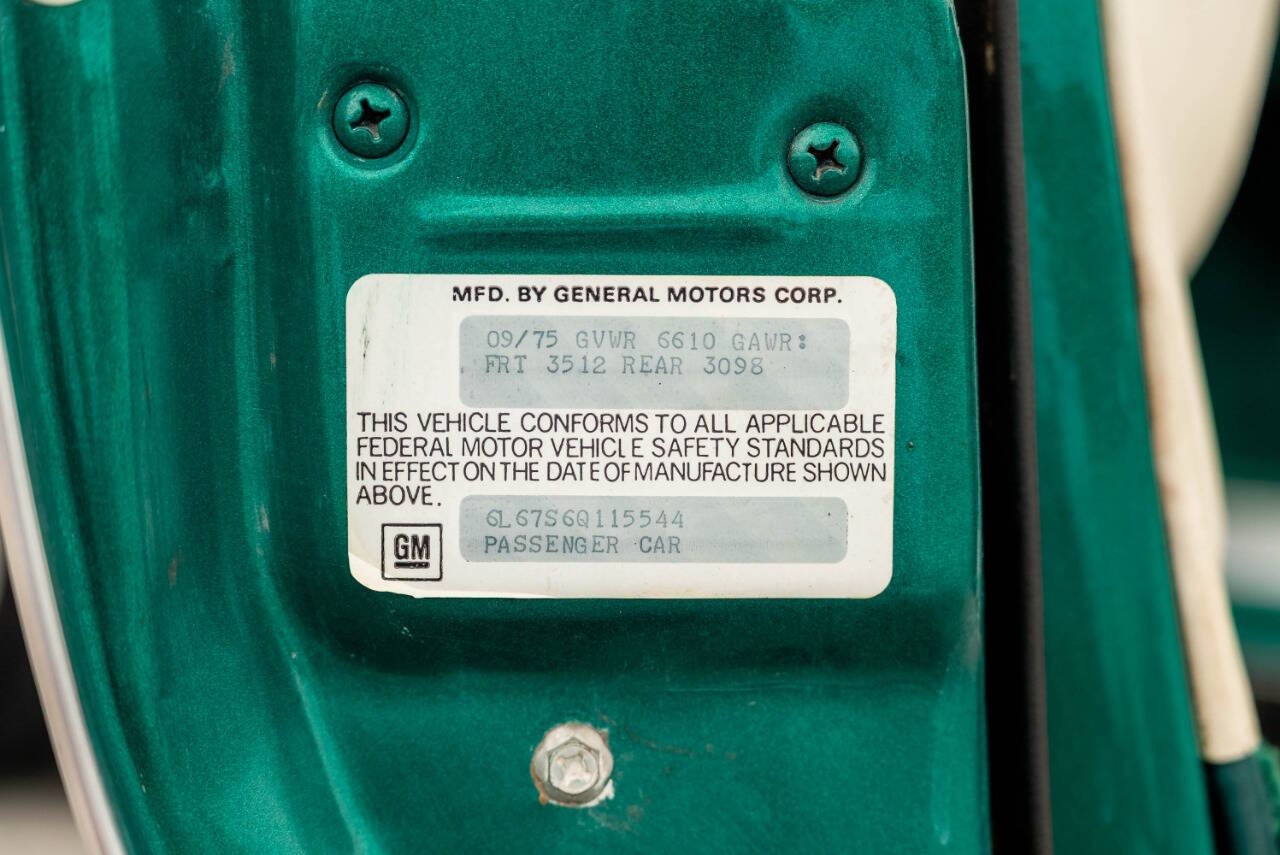 MFD. BY GENERAL MOTORS CORP.
09/75 GVWR 6610 GAWR:
FRT 3512 REAR 3098
THIS VEHICLE CONFORMS TO ALL APPLICABLE
FEDERAL MOTOR VEHICLE SAFETY STANDARDS
IN EFFECT ON THE DATE OF MANUFACTURE SHOWN
ABOVE.
6L67S6Q115544
PASSENGER CAR
GM